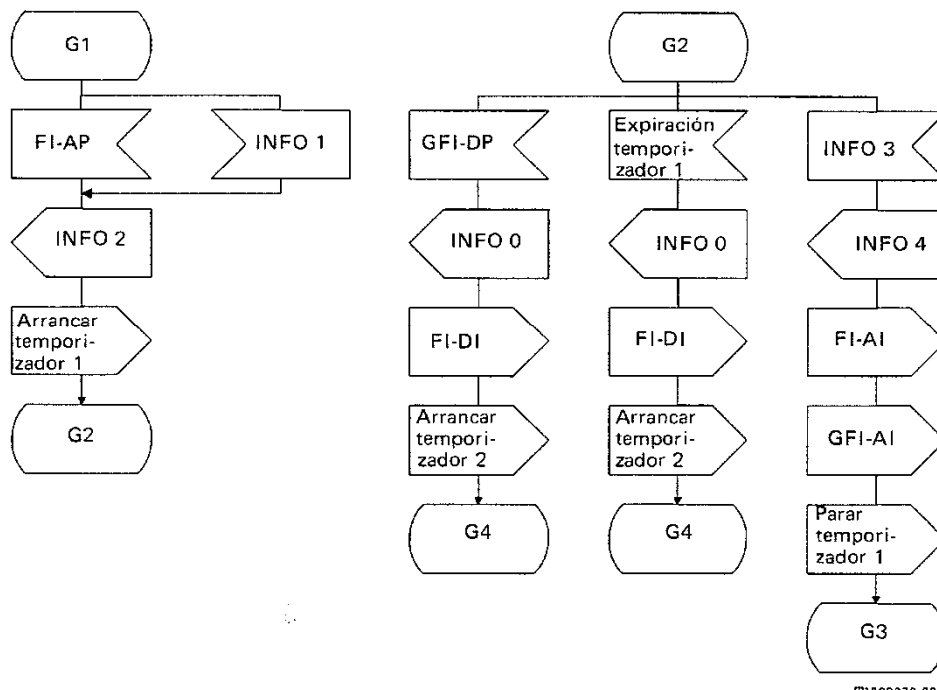 G1
FI-AP
INFO 1
INFO 2
Arrancar
tempori-
zador 1
G2
G2
GFI-DP
INFO 0
FI-DI
Arrancar
tempori-
zador 2
G4
Expiración
tempori-
zador 1
INFO 0
FI-DI
Arrancar
tempori-
zador 2
G4
INFO 3
INFO 4
FI-AI
GFI-AI
Parar
tempori-
zador 1
G3